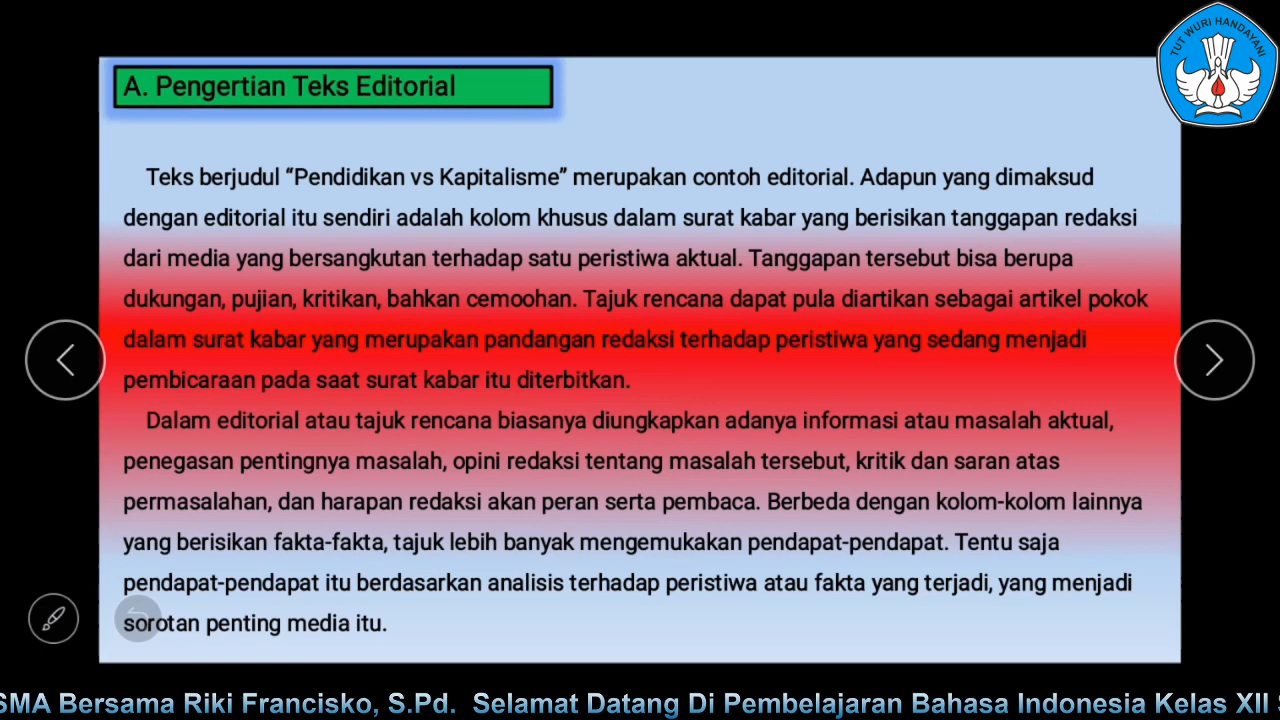 TUT WURI HANDAYANI
A. Pengertian Teks Editorial
Teks berjudul “Pendidikan vs Kapitalisme” merupakan contoh editorial. Adapun yang dimaksud
dengan editorial itu sendiri adalah kolom khusus dalam surat kabar yang berisikan tanggapan redaksi
dari media yang bersangkutan terhadap satu peristiwa aktual. Tanggapan tersebut bisa berupa
dukungan, pujian, kritikan, bahkan cemoohan. Tajuk rencana dapat pula diartikan sebagai artikel pokok
dalam surat kabar yang merupakan pandangan redaksi terhadap peristiwa yang sedang menjadi
pembicaraan pada saat surat kabar itu diterbitkan.
Dalam editorial atau tajuk rencana biasanya diungkapkan adanya informasi atau masalah aktual,
penegasan pentingnya masalah, opini redaksi tentang masalah tersebut, kritik dan saran atas
permasalahan, dan harapan redaksi akan peran serta pembaca. Berbeda dengan kolom-kolom lainnya
yang berisikan fakta-fakta, tajuk lebih banyak mengemukakan pendapat-pendapat. Tentu saja
pendapat-pendapat itu berdasarkan analisis terhadap peristiwa atau fakta yang terjadi, yang menjadi
sorotan penting media itu.
SMA Bersama Riki Francisko, S.Pd. Selamat Datang Di Pembelajaran Bahasa Indonesia Kelas XII S